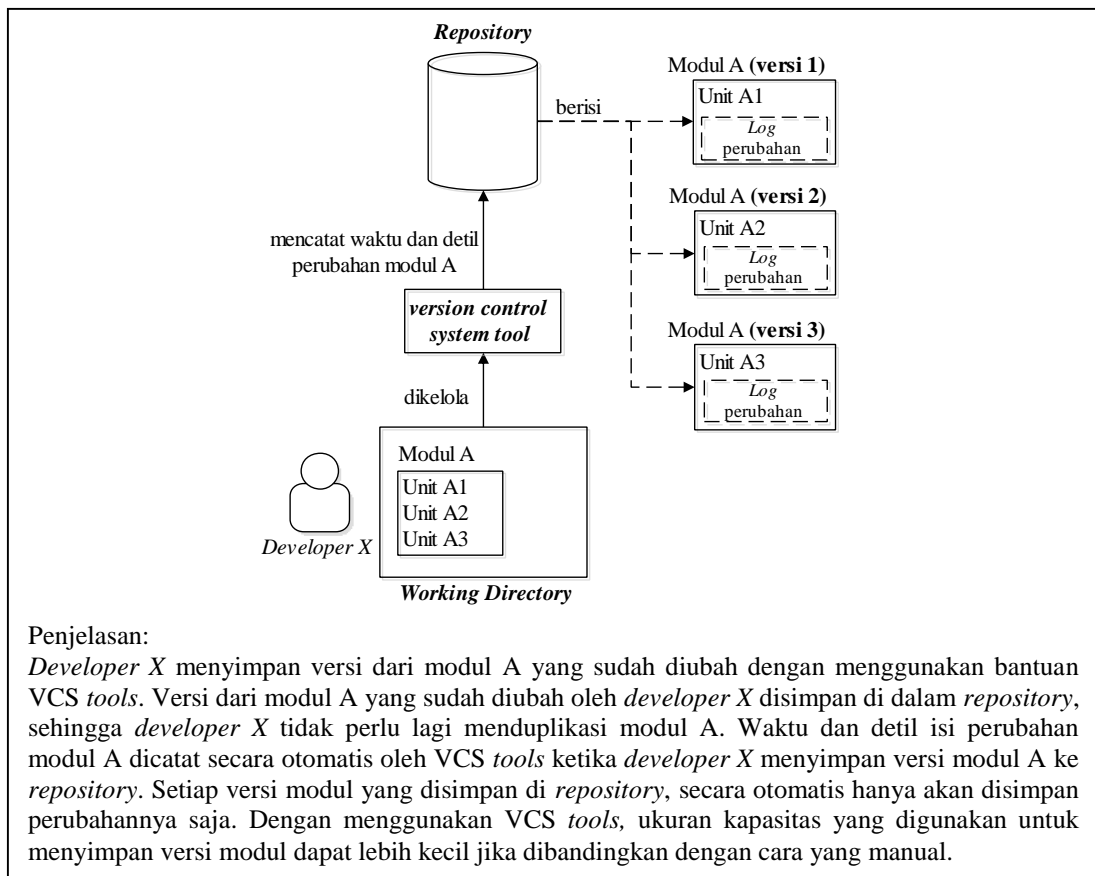 Repository
berisi
Modul A (versi 1)
Unit A1
Log
perubahan
Modul A (versi 2)
Unit A2
Log
perubahan
Modul A (versi 3)
Unit A3
Log
perubahan
mencatat waktu dan detil
perubahan modul A
version control
system tool
dikelola
Modul A
Unit A1
Unit A2
Unit A3
Developer X
Working Directory
Penjelasan:
Developer X menyimpan versi dari modul A yang sudah diubah dengan menggunakan bantuan
VCS tools. Versi dari modul A yang sudah diubah oleh developer X disimpan di dalam repository,
sehingga developer X tidak perlu lagi menduplikasi modul A. Waktu dan detil isi perubahan
modul A dicatat secara otomatis oleh VCS tools ketika developer X menyimpan versi modul A ke
repository. Setiap versi modul yang disimpan di repository, secara otomatis hanya akan disimpan
perubahannya saja. Dengan menggunakan VCS tools, ukuran kapasitas yang digunakan untuk
menyimpan versi modul dapat lebih kecil jika dibandingkan dengan cara yang manual.